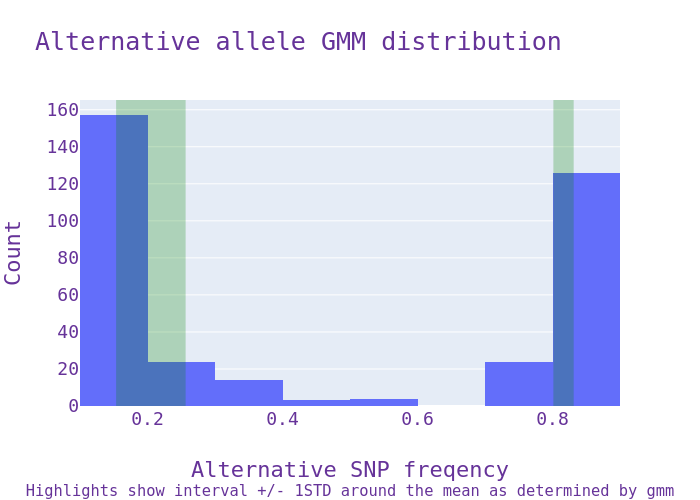 Alternative allele GMM distribution
160
140
120
100
80
60
40
20
0
Count
0.2 0.4 0.6 0.8
Alternative SNP freqency
Highlights show interval +/- 1STD around the mean as determined by gmm